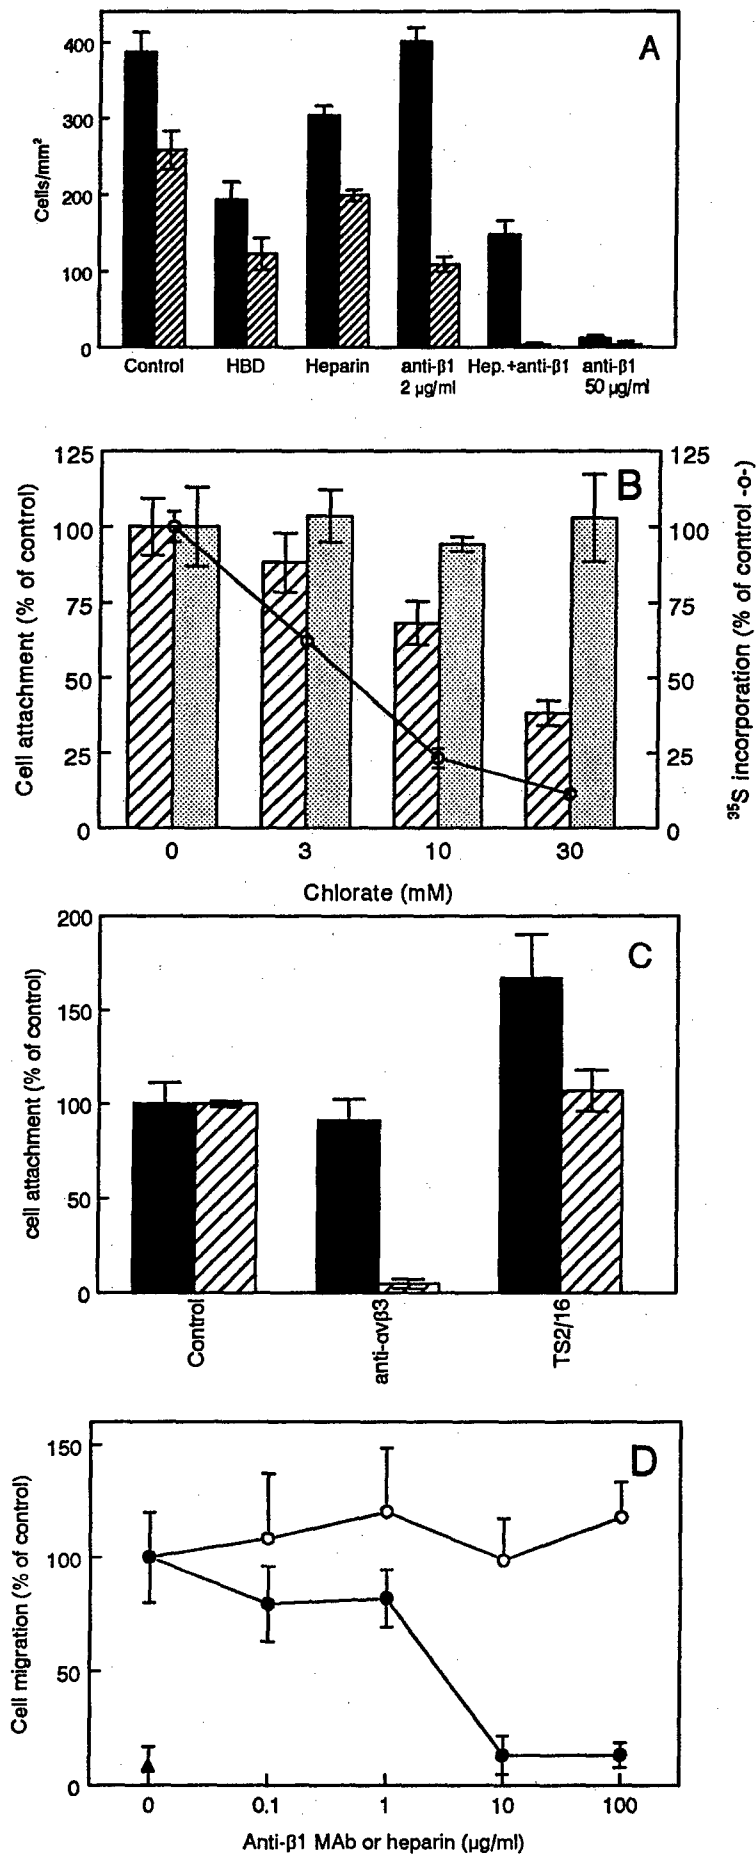 A
400
300
200
100
0
Cells/mm²
Control HBD Heparin anti-β1 2 µg/ml Hep.+anti-β1 anti-β1 50 µg/ml
B
125 125
100 100
75 75
50 50
25 25
0 0
Cell attachment (% of control)
³⁵S incorporation (% of control -o-)
0 3 10 30
Chlorate (mM)
C
200
150
100
50
0
cell attachment (% of control)
Control anti-αvβ3 TS2/16
D
150
100
50
0
Cell migration (% of control)
0 0.1 1 10 100
Anti-β1 MAb or heparin (µg/ml)